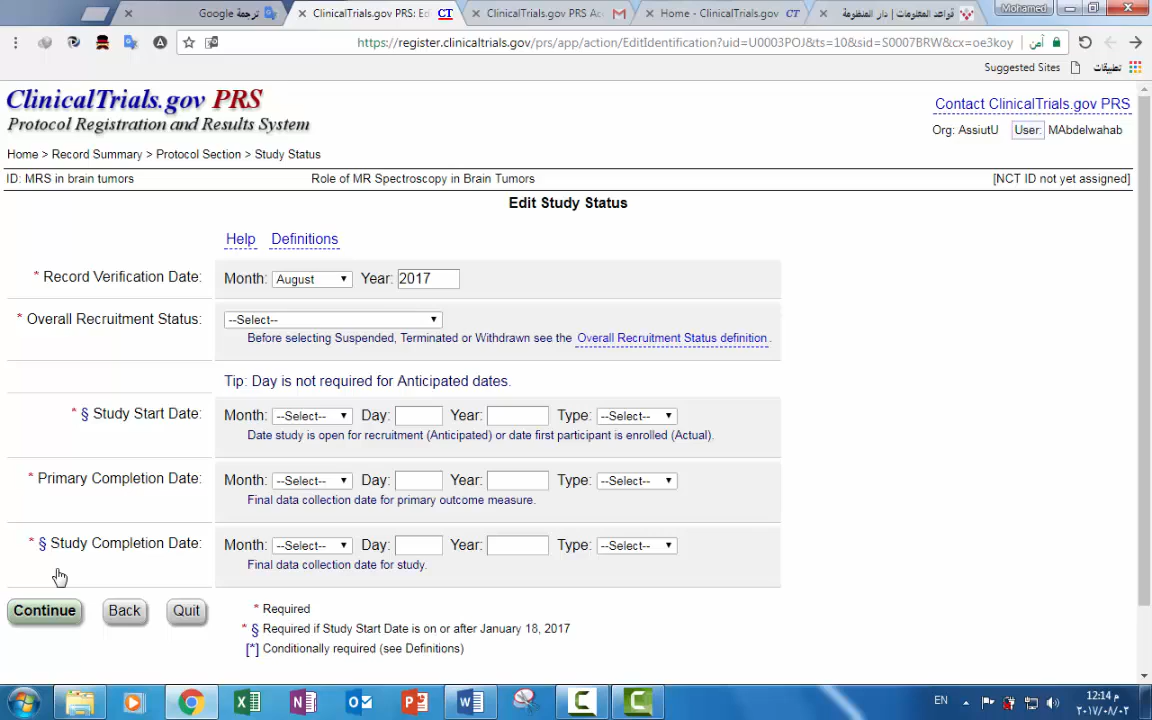 Google ترجمة
ClinicalTrials.gov PRS: Ed
CT
ClinicalTrials.gov PRS Ac
Home - ClinicalTrials.gov
CT
قواعد المعلومات | دار المنظومة
Mohamed
https://register.clinicaltrials.gov/prs/app/action/EditIdentification?uid=U0003POJ&ts=10&sid=S0007BRW&cx=oe3koy
آمن
Suggested Sites
تطبيقات
ClinicalTrials.gov PRS
Protocol Registration and Results System
Contact ClinicalTrials.gov PRS
Org: AssiutU User: MAbdelwahab
Home > Record Summary > Protocol Section > Study Status
ID: MRS in brain tumors Role of MR Spectroscopy in Brain Tumors [NCT ID not yet assigned]
Edit Study Status
Help Definitions
* Record Verification Date: Month: August Year: 2017
* Overall Recruitment Status: --Select--
Before selecting Suspended, Terminated or Withdrawn see the Overall Recruitment Status definition.
Tip: Day is not required for Anticipated dates.
* § Study Start Date: Month: --Select-- Day: Year: Type: --Select--
Date study is open for recruitment (Anticipated) or date first participant is enrolled (Actual).
* Primary Completion Date: Month: --Select-- Day: Year: Type: --Select--
Final data collection date for primary outcome measure.
* § Study Completion Date: Month: --Select-- Day: Year: Type: --Select--
Final data collection date for study.
Continue Back Quit
* Required
* § Required if Study Start Date is on or after January 18, 2017
[*] Conditionally required (see Definitions)
EN
12:14 م
٢٠١٧/٠٨/٠٢